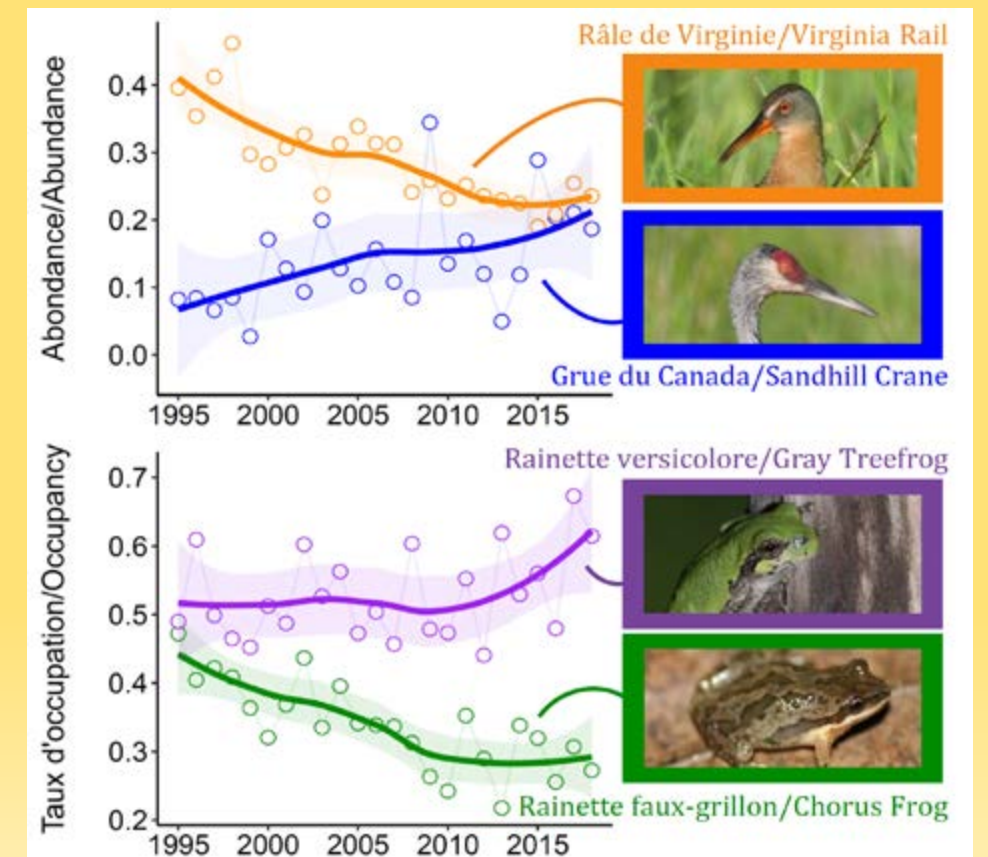 Râle de Virginie/Virginia Rail
Abondance/Abundance
0.4
0.3
0.2
0.1
0.0
1995 2000 2005 2010 2015
Grue du Canada/Sandhill Crane
Rainette versicolore/Gray Treefrog
Taux d'occupation/Occupancy
0.7
0.6
0.5
0.4
0.3
0.2
Rainette faux-grillon/Chorus Frog
1995 2000 2005 2010 2015